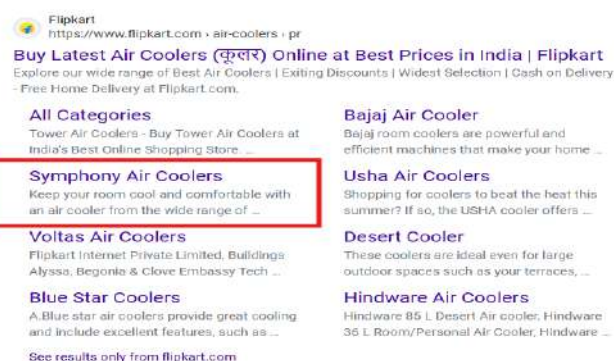 Flipkart
https://www.flipkart.com › air-coolers › pr
Buy Latest Air Coolers (कूलर) Online at Best Prices in India | Flipkart
Explore our wide range of Best Air Coolers | Exiting Discounts | Widest Selection | Cash on Delivery
- Free Home Delivery at Flipkart.com.
All Categories
Tower Air Coolers - Buy Tower Air Coolers at
India's Best Online Shopping Store. ...
Bajaj Air Cooler
Bajaj room coolers are powerful and
efficient machines that make your home ...
Symphony Air Coolers
Keep your room cool and comfortable with
an air cooler from the wide range of ...
Usha Air Coolers
Shopping for coolers to beat the heat this
summer? If so, the USHA cooler offers ...
Voltas Air Coolers
Flipkart Internet Private Limited, Buildings
Alyssa, Begonia & Clove Embassy Tech ...
Desert Cooler
These coolers are ideal even for large
outdoor spaces such as your terraces, ...
Blue Star Coolers
A.Blue star air coolers provide great cooling
and include excellent features, such as ...
Hindware Air Coolers
Hindware 85 L Desert Air cooler, Hindware
36 L Room/Personal Air Cooler, Hindware ...
See results only from flipkart.com